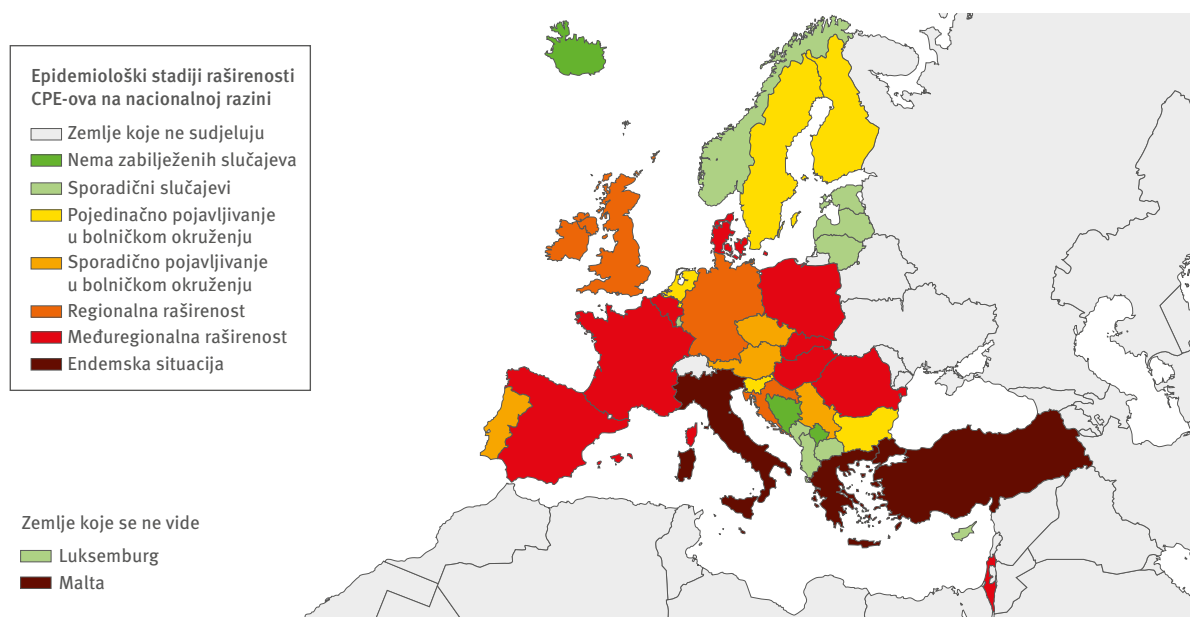 Epidemiološki stadiji raširenosti
CPE-ova na nacionalnoj razini
Zemlje koje ne sudjeluju
Nema zabilježenih slučajeva
Sporadični slučajevi
Pojedinačno pojavljivanje
u bolničkom okruženju
Sporadično pojavljivanje
u bolničkom okruženju
Regionalna raširenost
Međuregionalna raširenost
Endemska situacija
Zemlje koje se ne vide
Luksemburg
Malta